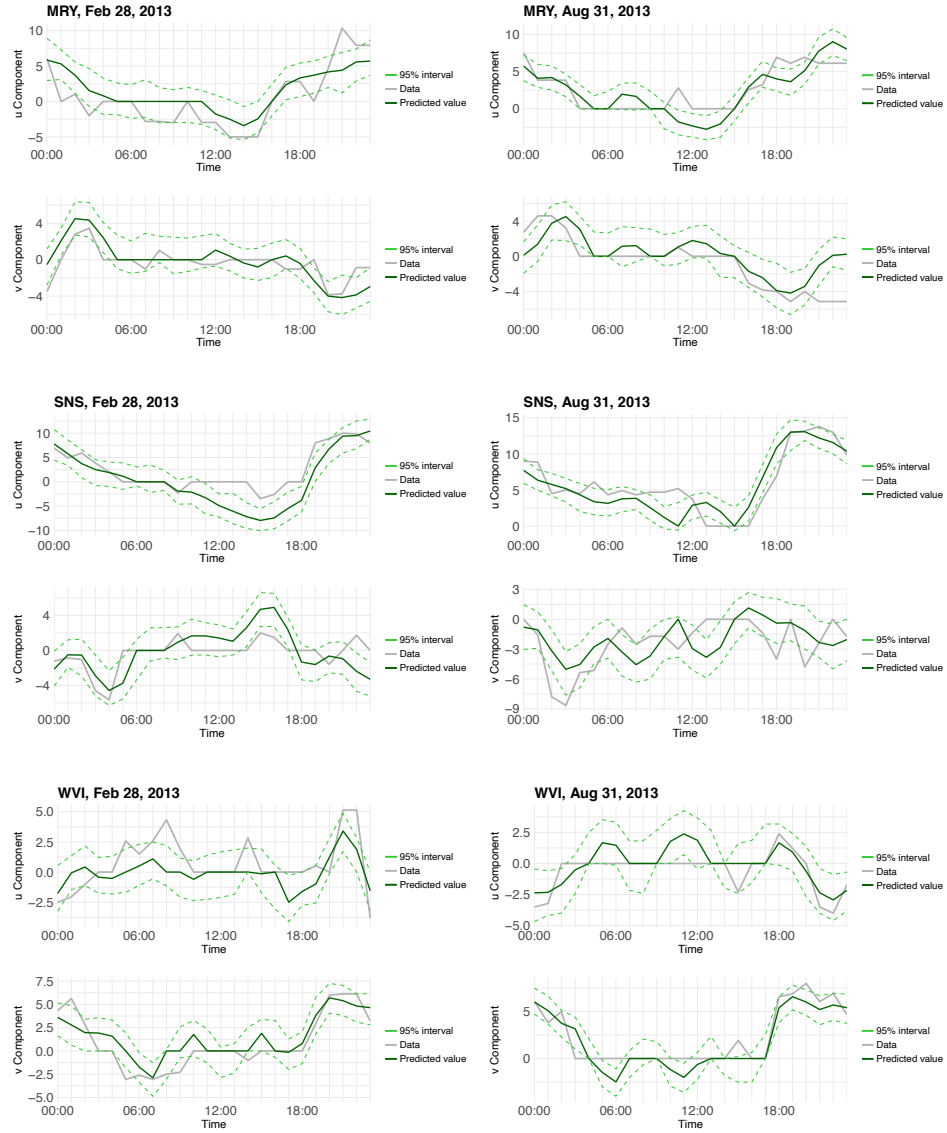 MRY, Feb 28, 2013
u Component
10
5
0
−5
00:00 06:00 12:00 18:00
Time
95% interval
Data
Predicted value
MRY, Aug 31, 2013
u Component
10
5
0
00:00 06:00 12:00 18:00
Time
95% interval
Data
Predicted value
v Component
4
0
−4
00:00 06:00 12:00 18:00
Time
95% interval
Data
Predicted value
v Component
4
0
−4
00:00 06:00 12:00 18:00
Time
95% interval
Data
Predicted value
SNS, Feb 28, 2013
u Component
10
5
0
−5
−10
00:00 06:00 12:00 18:00
Time
95% interval
Data
Predicted value
SNS, Aug 31, 2013
u Component
15
10
5
0
00:00 06:00 12:00 18:00
Time
95% interval
Data
Predicted value
v Component
4
0
−4
00:00 06:00 12:00 18:00
Time
95% interval
Data
Predicted value
v Component
3
0
−3
−6
−9
00:00 06:00 12:00 18:00
Time
95% interval
Data
Predicted value
WVI, Feb 28, 2013
u Component
5.0
2.5
0.0
−2.5
00:00 06:00 12:00 18:00
Time
95% interval
Data
Predicted value
WVI, Aug 31, 2013
u Component
2.5
0.0
−2.5
−5.0
00:00 06:00 12:00 18:00
Time
95% interval
Data
Predicted value
v Component
7.5
5.0
2.5
0.0
−2.5
−5.0
00:00 06:00 12:00 18:00
Time
95% interval
Data
Predicted value
v Component
5
0
00:00 06:00 12:00 18:00
Time
95% interval
Data
Predicted value